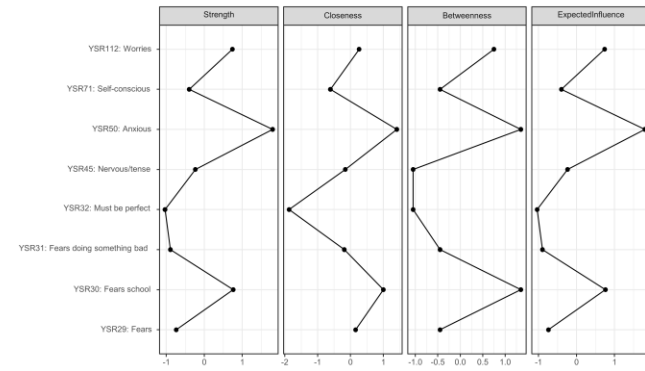 Strength Closeness Betweenness ExpectedInfluence
YSR112: Worries
YSR71: Self-conscious
YSR50: Anxious
YSR45: Nervous/tense
YSR32: Must be perfect
YSR31: Fears doing something bad
YSR30: Fears school
YSR29: Fears
-1 0 1 -2 -1 0 1 -1.0 -0.5 0.0 0.5 1.0 -1 0 1